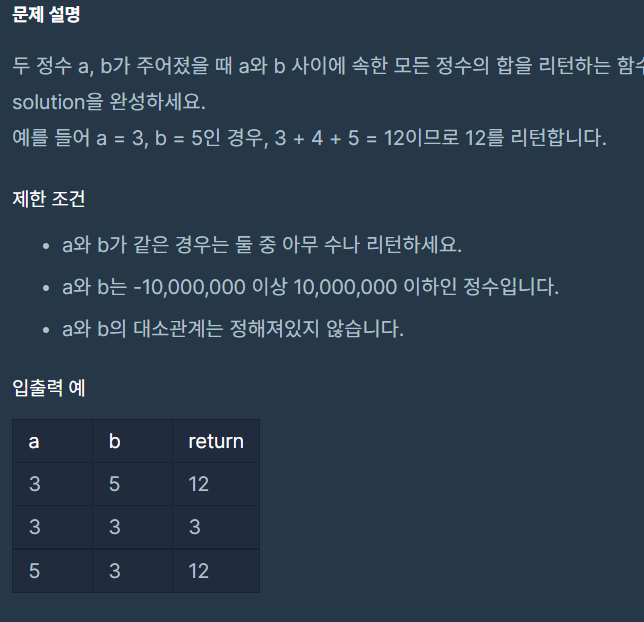 문제 설명
두 정수 a, b가 주어졌을 때 a와 b 사이에 속한 모든 정수의 합을 리턴하는 함수
solution을 완성하세요.
예를 들어 a = 3, b = 5인 경우, 3 + 4 + 5 = 12이므로 12를 리턴합니다.
제한 조건
• a와 b가 같은 경우는 둘 중 아무 수나 리턴하세요.
• a와 b는 -10,000,000 이상 10,000,000 이하인 정수입니다.
• a와 b의 대소관계는 정해져있지 않습니다.
입출력 예
a b return
3 5 12
3 3 3
5 3 12